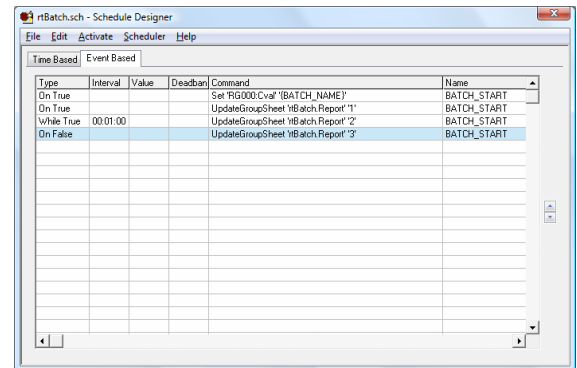 rtBatch.sch - Schedule Designer
File Edit Activate Scheduler Help
Time Based Event Based
Type Interval Value Deadban Command Name
On True Set 'RG000:Cval' '{BATCH_NAME}' BATCH_START
On True UpdateGroupSheet 'rtBatch.Report' '1' BATCH_START
While True 00:01:00 UpdateGroupSheet 'rtBatch.Report' '2' BATCH_START
On False UpdateGroupSheet 'rtBatch.Report' '3' BATCH_START